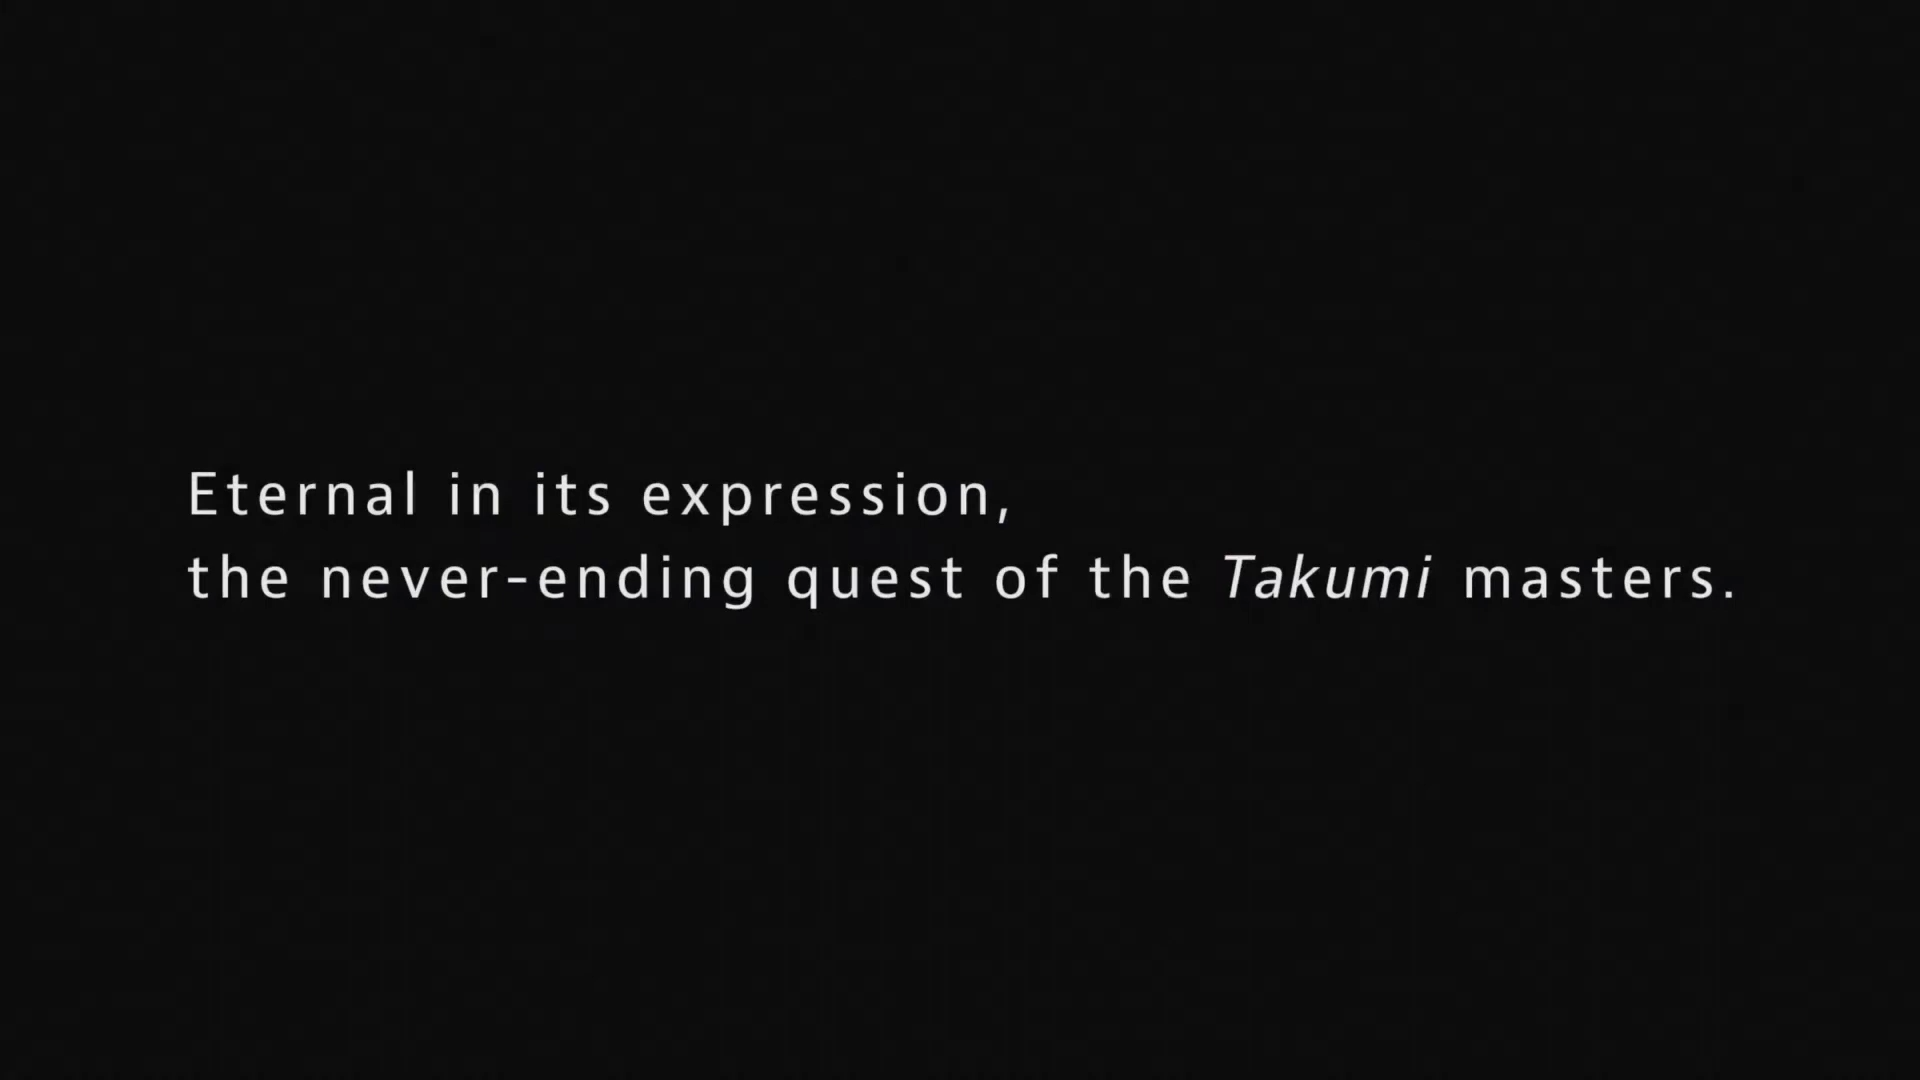 Eternal in its expression,
the never-ending quest of the Takumi masters.